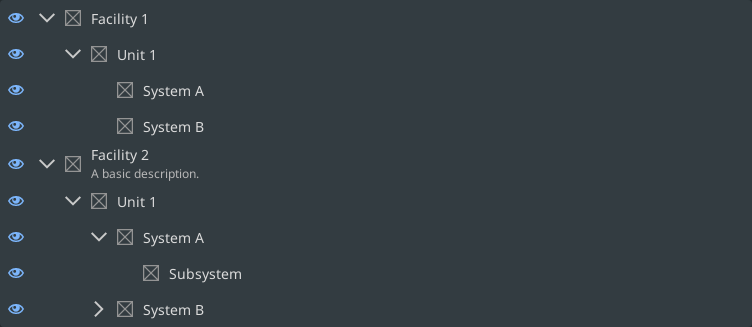 Facility 1
Unit 1
System A
System B
Facility 2
A basic description.
Unit 1
System A
Subsystem
System B